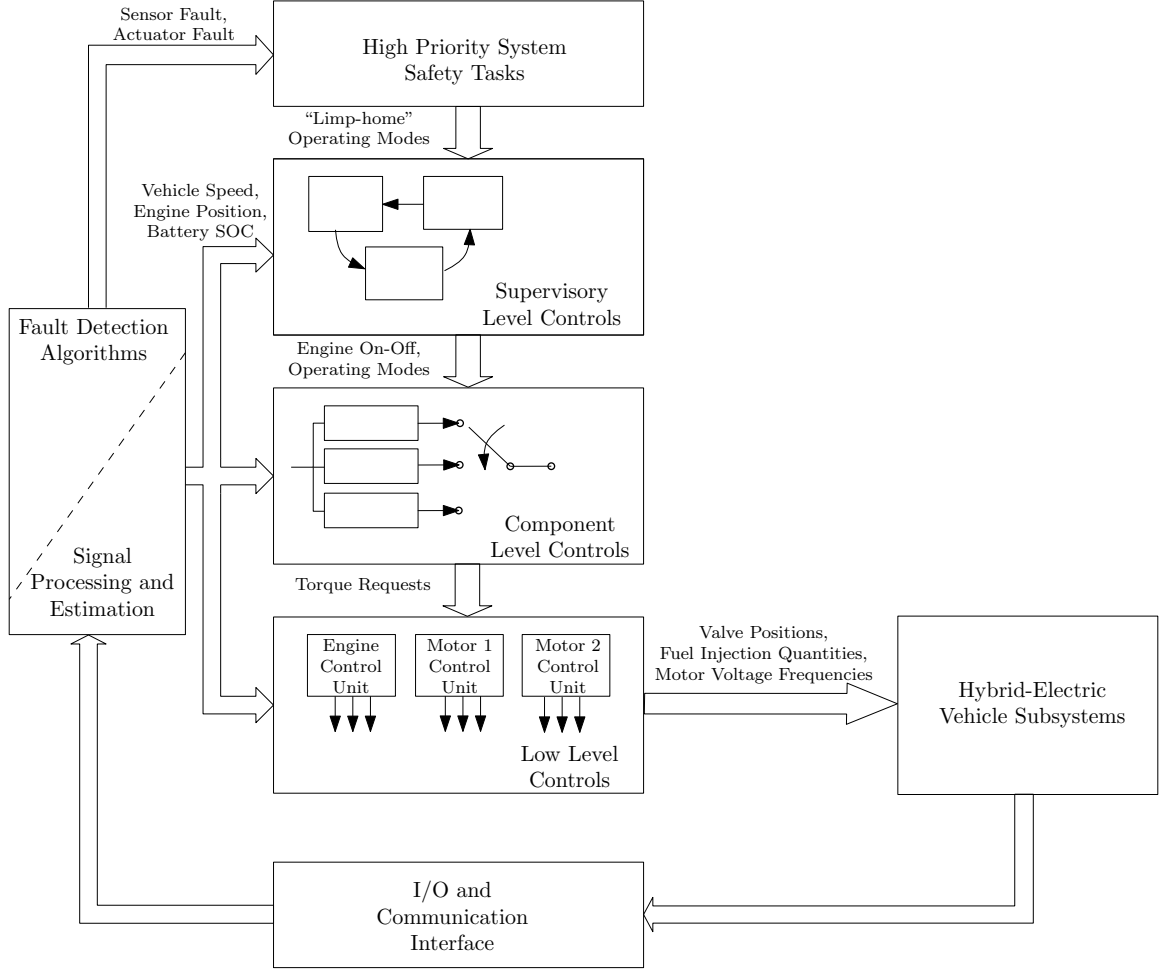 Sensor Fault,
Actuator Fault
High Priority System
Safety Tasks
“Limp-home”
Operating Modes
Vehicle Speed,
Engine Position,
Battery SOC
Supervisory
Level Controls
Fault Detection
Algorithms
Engine On-Off,
Operating Modes
Component
Level Controls
Signal
Processing and
Estimation
Torque Requests
Engine
Control
Unit
Motor 1
Control
Unit
Motor 2
Control
Unit
Low Level
Controls
Valve Positions,
Fuel Injection Quantities,
Motor Voltage Frequencies
Hybrid-Electric
Vehicle Subsystems
I/O and
Communication
Interface